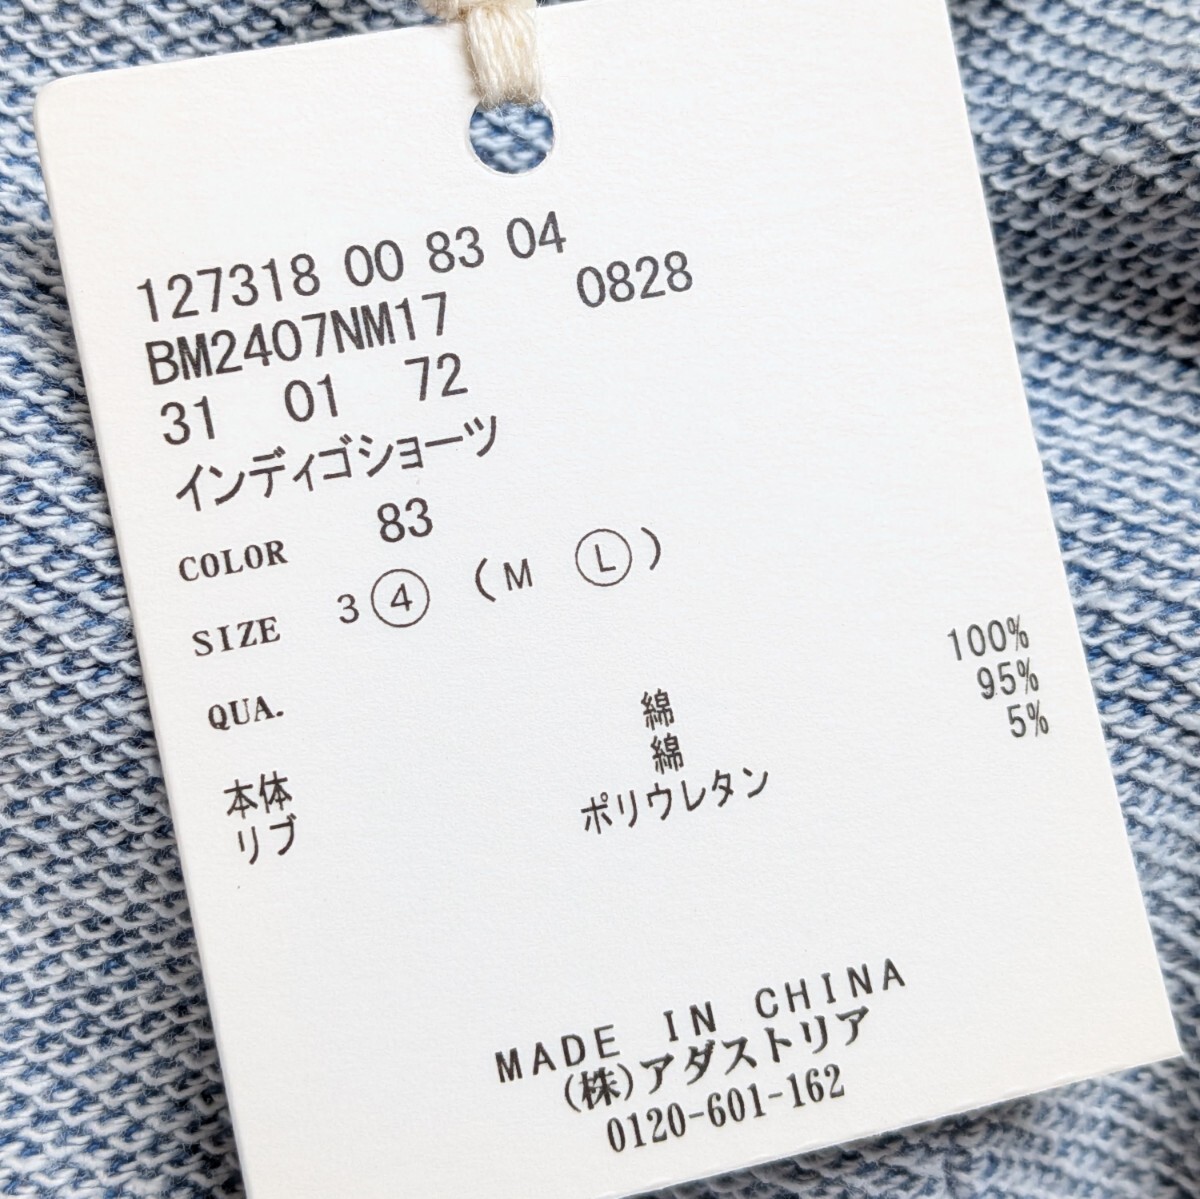 127318 00 83 04
BM2407NM17 0828
31 01 72
インディゴショーツ
COLOR 83
SIZE 3 ④ (M Ⓛ)
QUA.
本体 綿 100%
リブ 綿 95%
ポリウレタン 5%
MADE IN CHINA
(株)アダストリア
0120-601-162